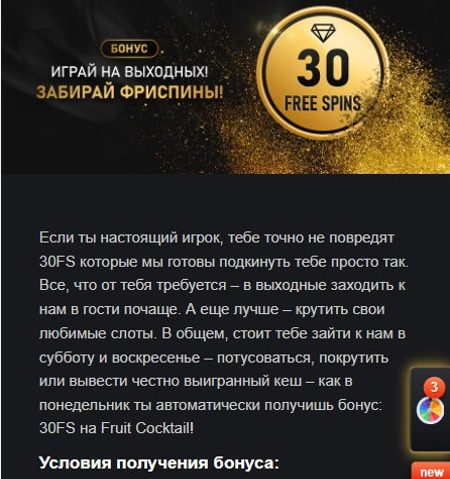 БОНУС
ИГРАЙ НА ВЫХОДНЫХ!
ЗАБИРАЙ ФРИСПИНЫ!
30
FREE SPINS
Если ты настоящий игрок, тебе точно не повредят
30FS которые мы готовы подкинуть тебе просто так.
Все, что от тебя требуется – в выходные заходить к
нам в гости почаще. А еще лучше – крутить свои
любимые слоты. В общем, стоит тебе зайти к нам в
субботу и воскресенье – потусоваться, покрутить
или вывести честно выигранный кеш – как в
понедельник ты автоматически получишь бонус:
30FS на Fruit Cocktail!
3
Условия получения бонуса:
new